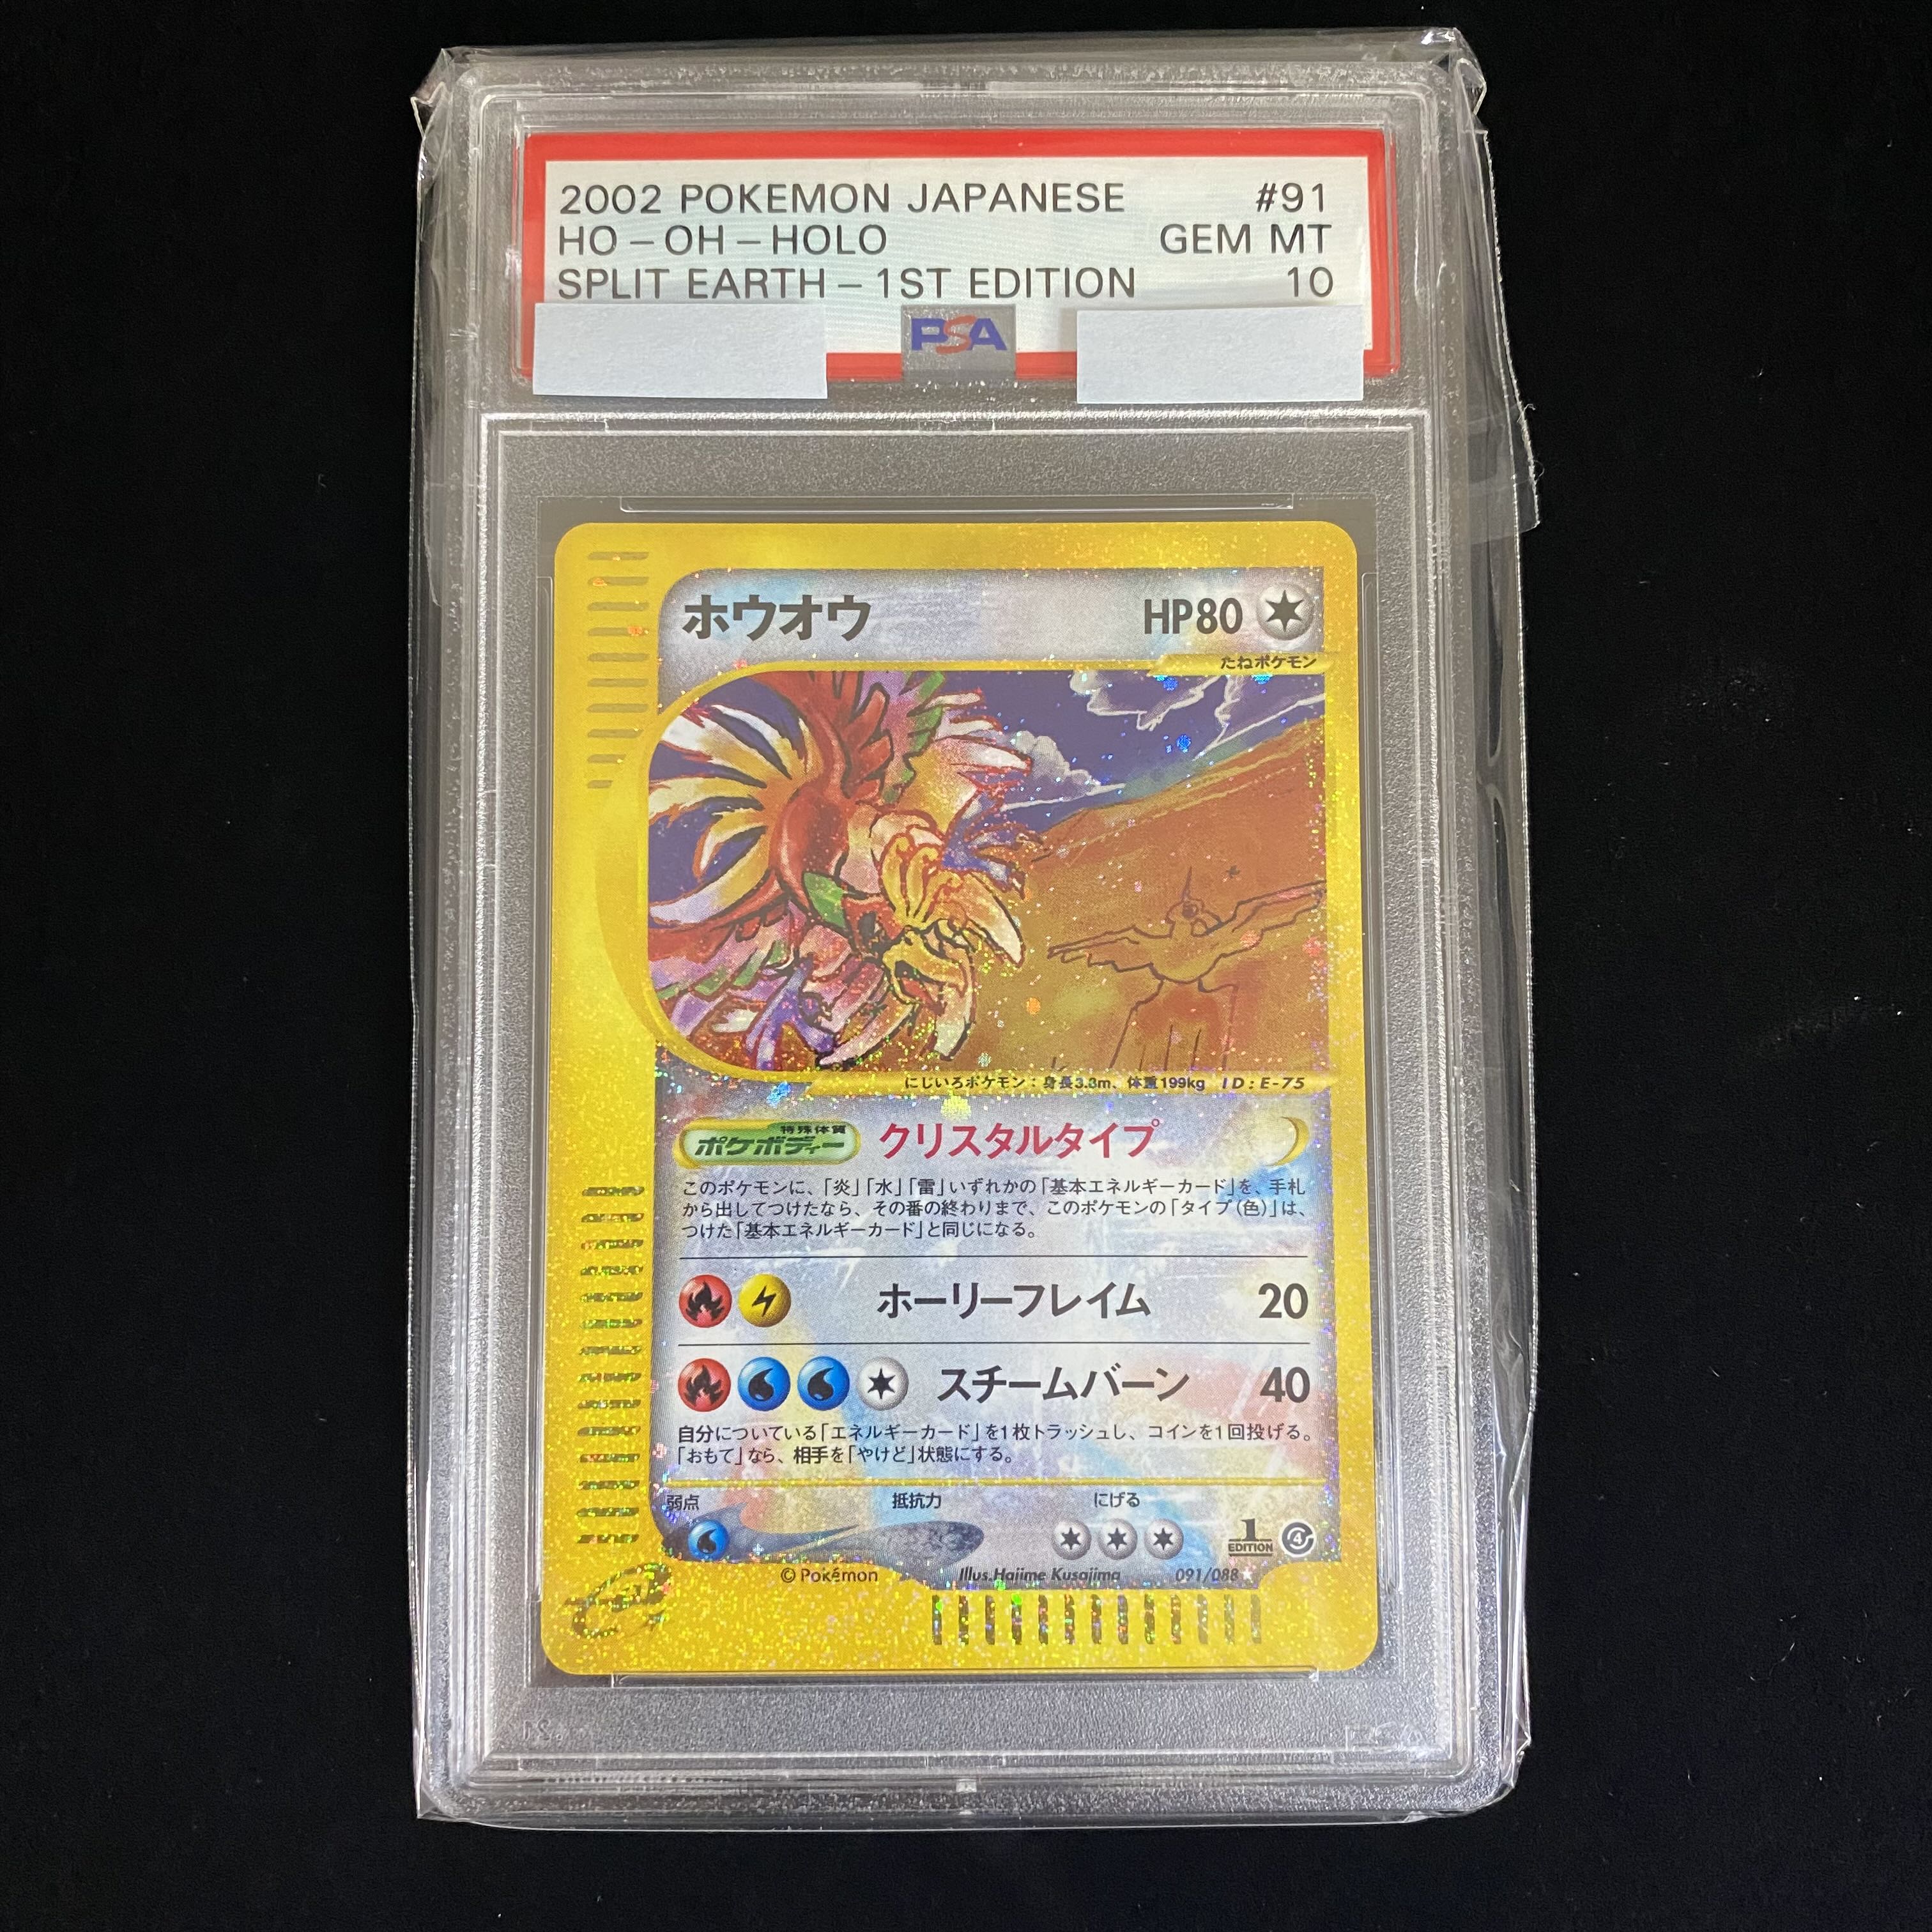 2002 POKEMON JAPANESE #91
HO-OH-HOLO GEM MT
SPLIT EARTH-1ST EDITION 10
PSA
ホウオウ HP80
たねポケモン
にじいろポケモン：身長3.8m、体重199kg ID:E-75
特殊体質
ポケボディー クリスタルタイプ
このポケモンに、「炎」「水」「雷」いずれかの「基本エネルギーカード」を、手札
から出してつけたなら、その番の終わりまで、このポケモンの「タイプ（色）」は、
つけた「基本エネルギーカード」と同じになる。
ホーリーフレイム 20
スチームバーン 40
自分についている「エネルギーカード」を1枚トラッシュし、コインを1回投げる。
「おもて」なら、相手を「やけど」状態にする。
弱点 抵抗力 にげる
1 EDITION 4
©Pokémon Illus.Hajime Kusajima 091/088